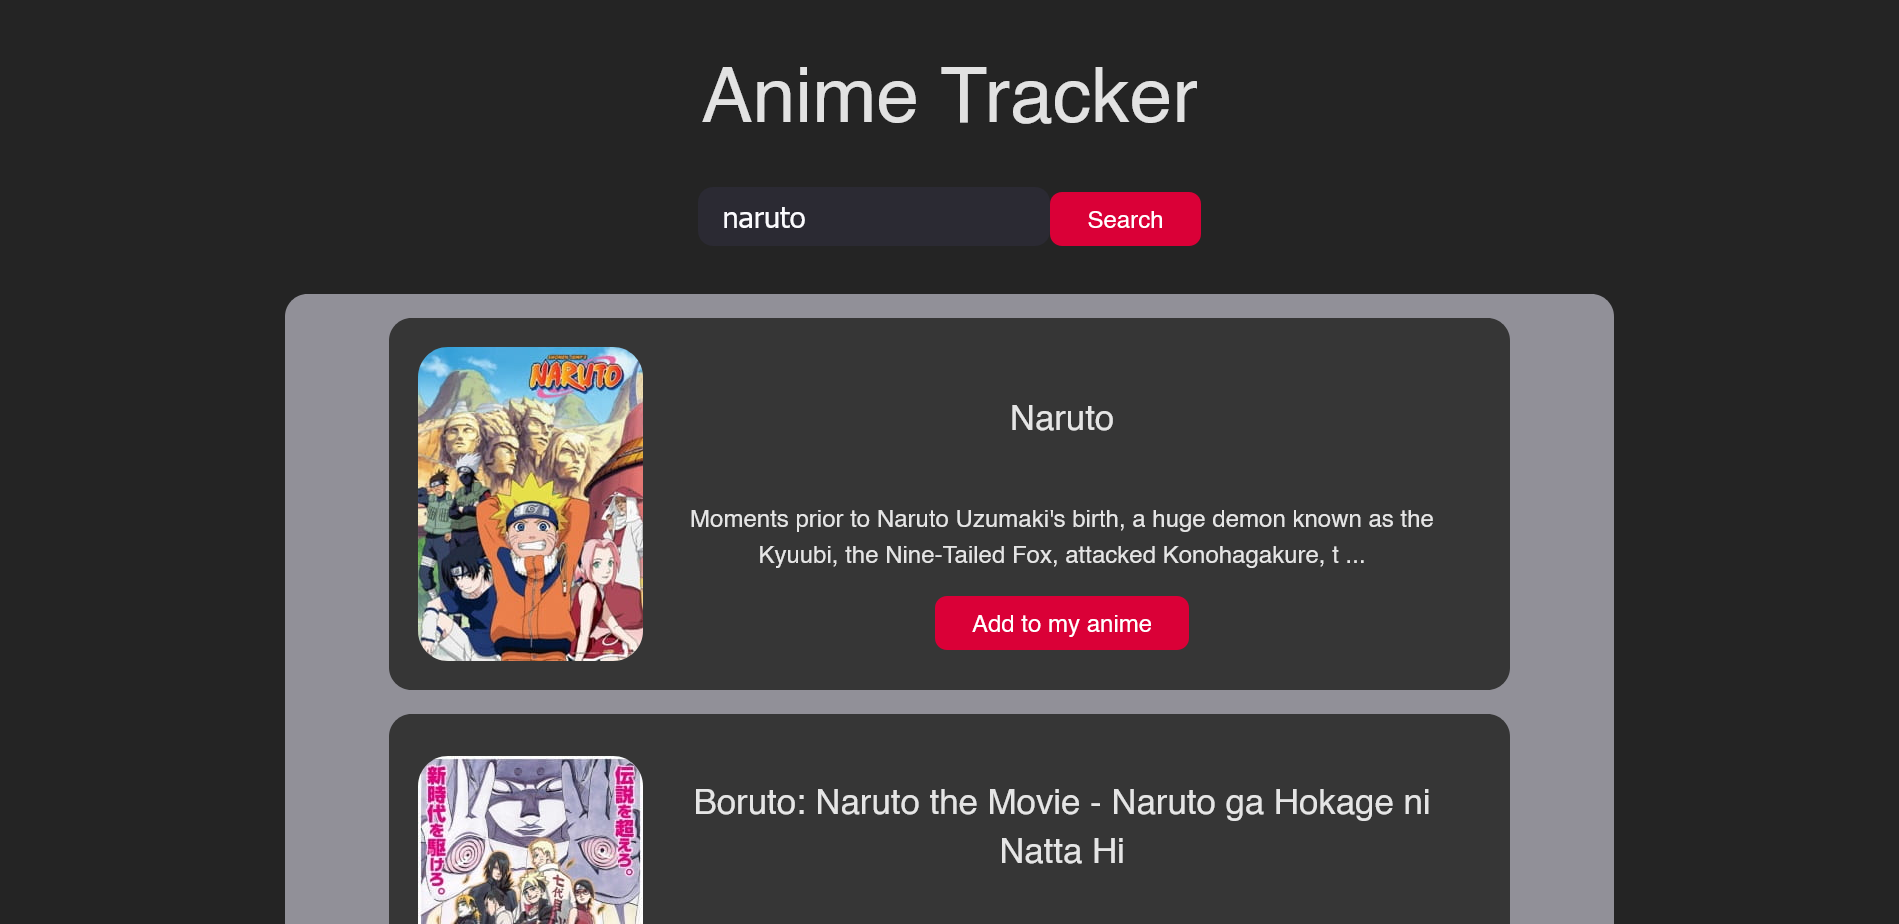 Anime Tracker
naruto
Search
NARUTO
Naruto
Moments prior to Naruto Uzumaki's birth, a huge demon known as the
Kyuubi, the Nine-Tailed Fox, attacked Konohagakure, t ...
Add to my anime
伝説を超えろ。
新時代を駆けろ。
Boruto: Naruto the Movie - Naruto ga Hokage ni
Natta Hi